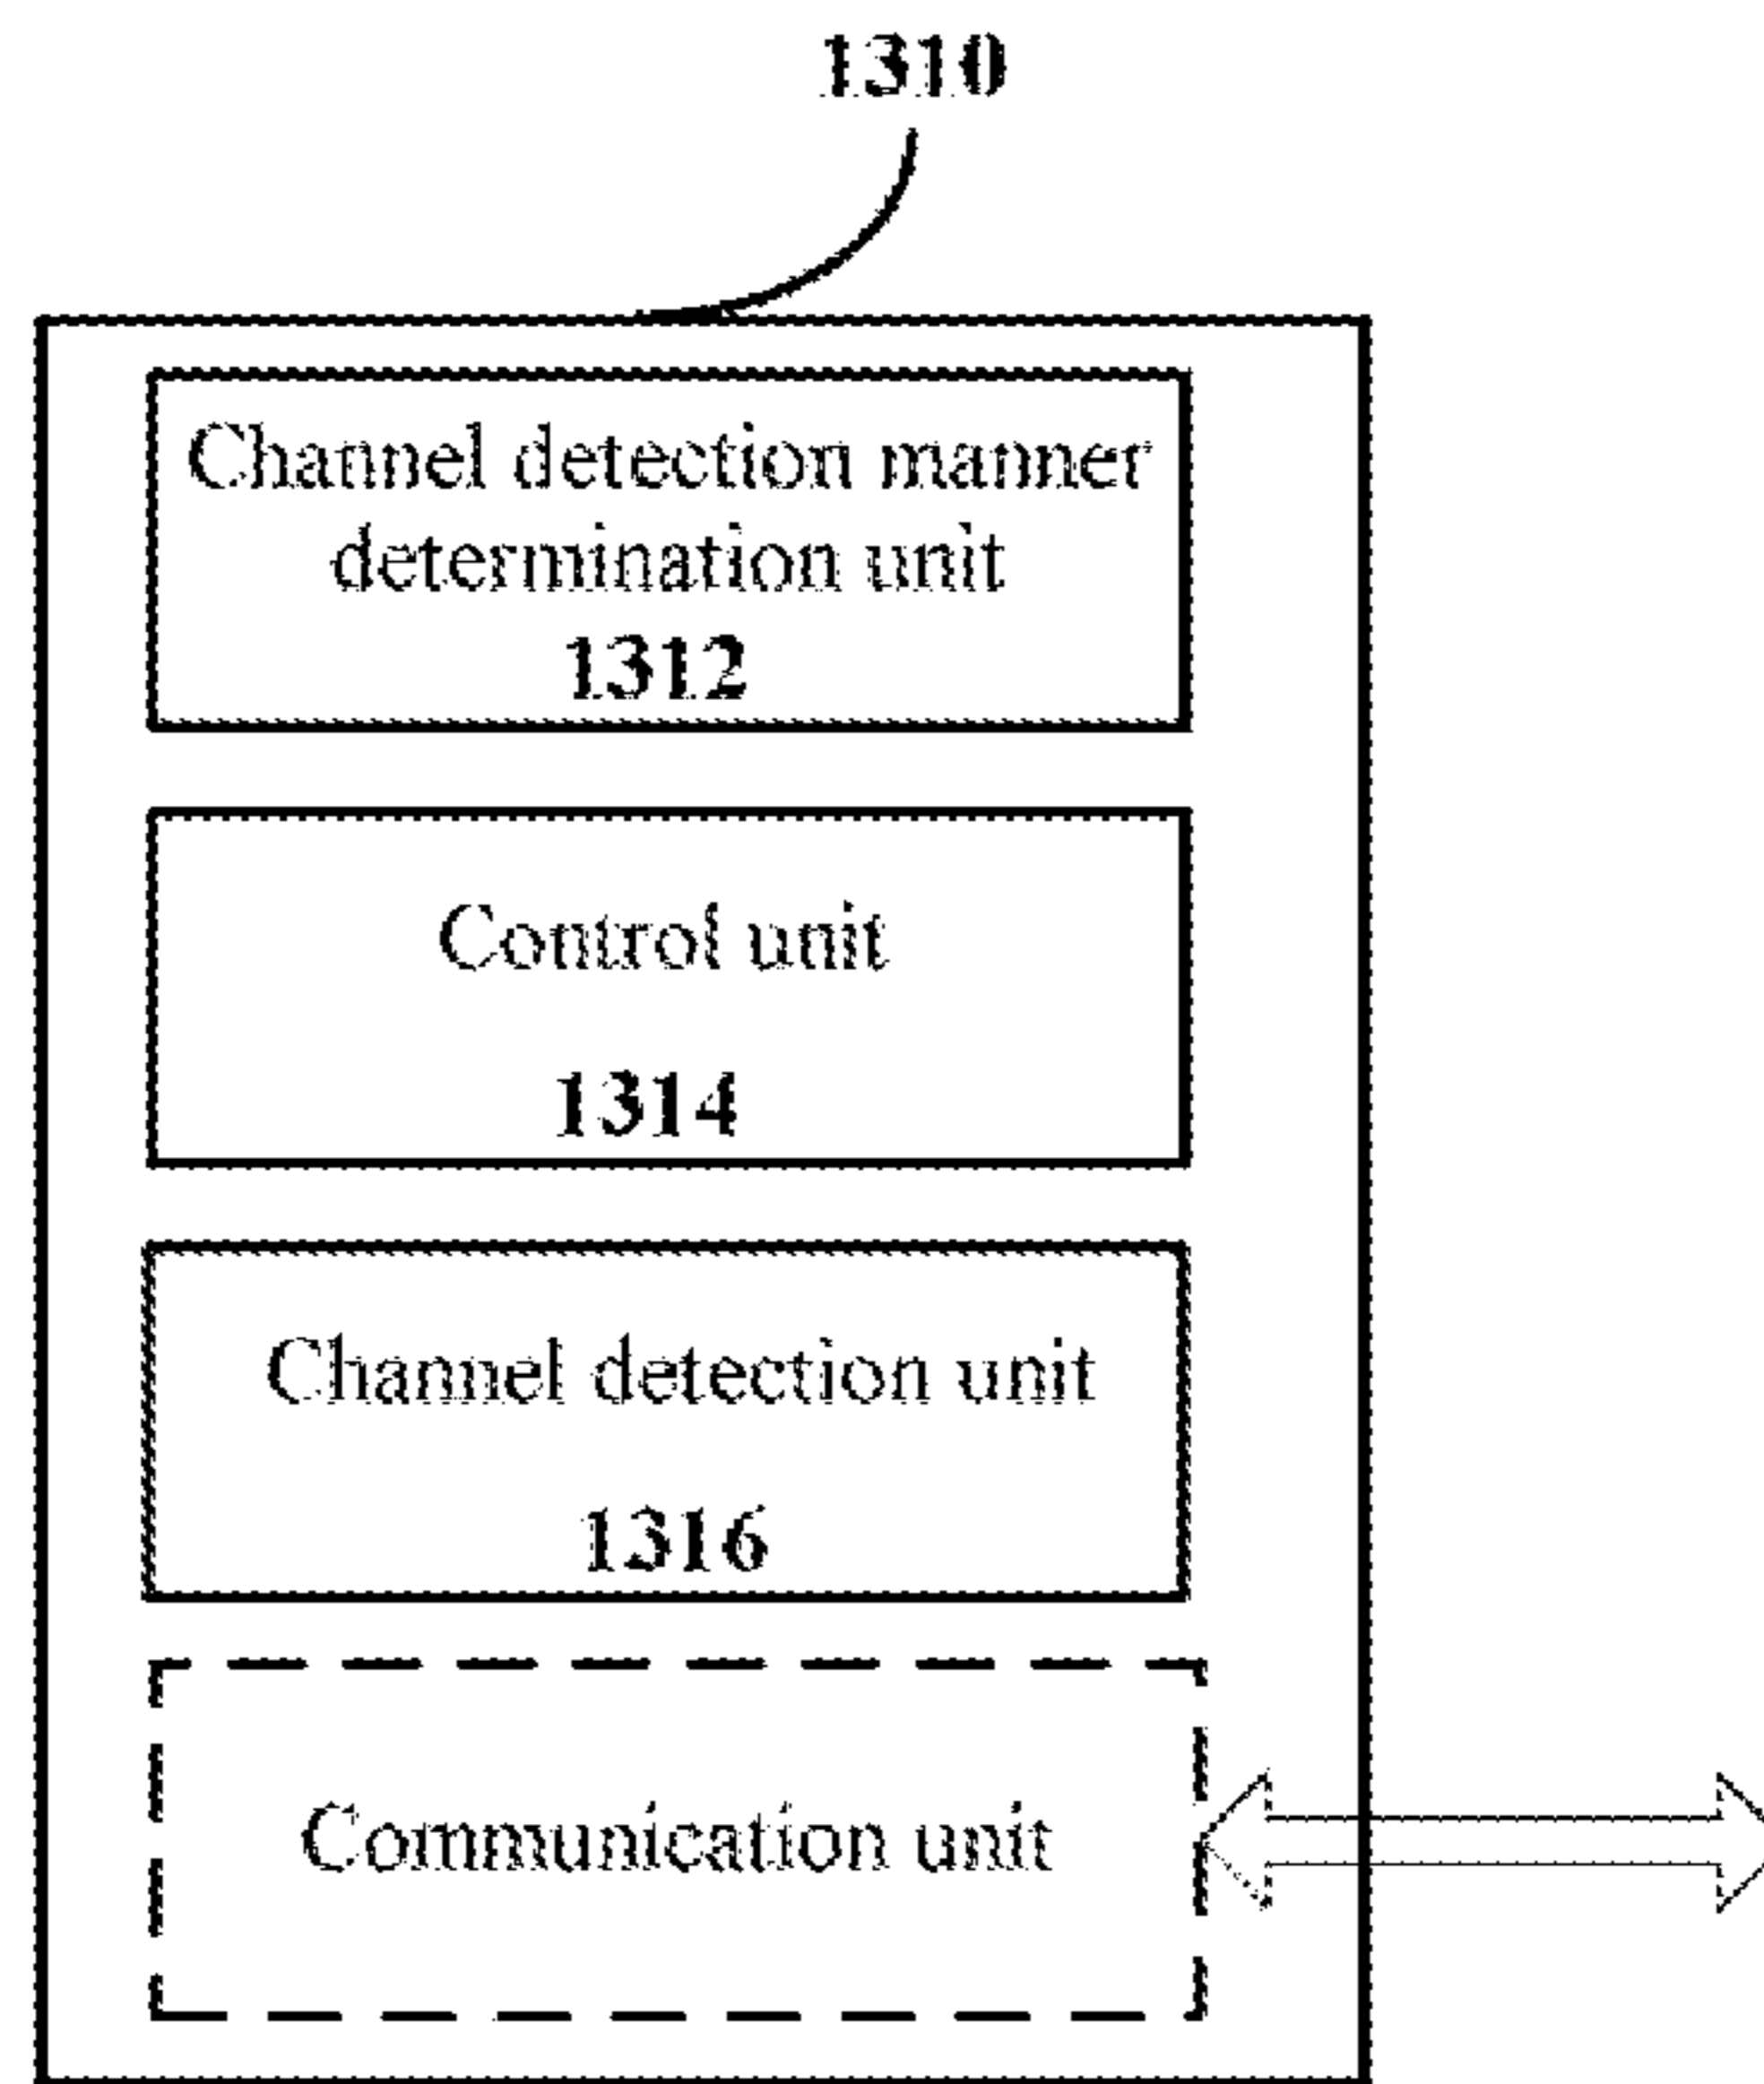 1310
Channel detection manner
determination unit
1312
Control unit
1314
Channel detection unit
1316
Communication unit